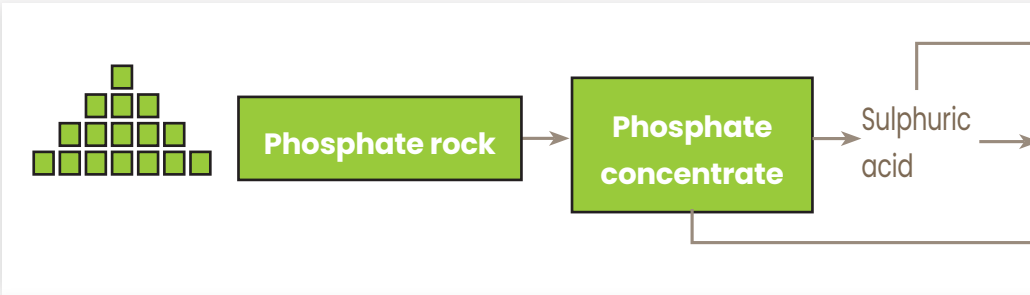 Phosphate rock
Phosphate
concentrate
Sulphuric
acid